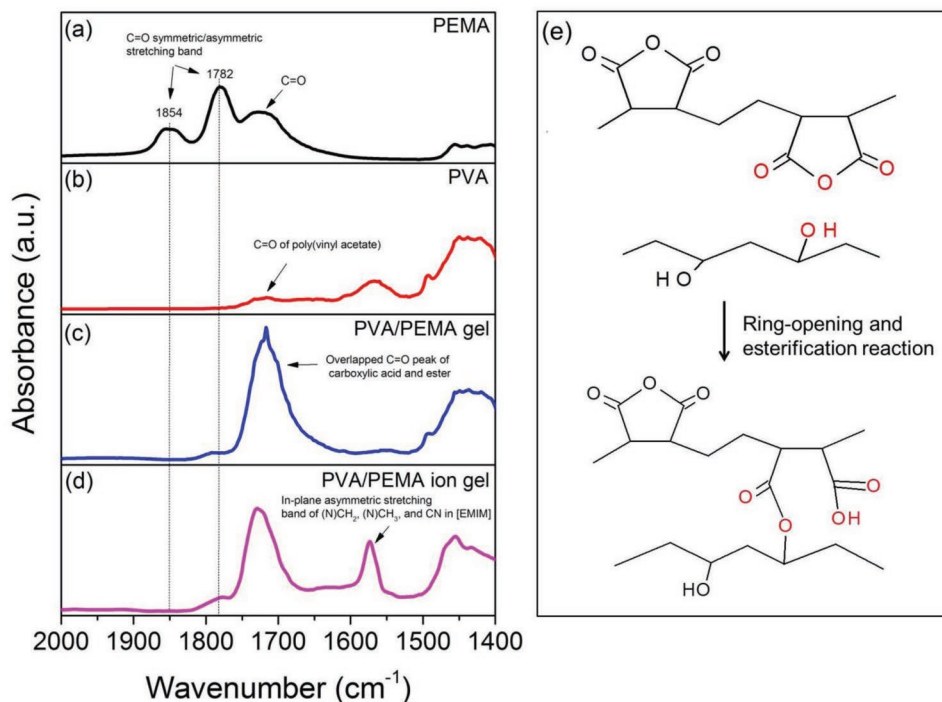 (a)
PEMA
C=O symmetric/asymmetric
stretching band
1782
C=O
1854
(b)
PVA
C=O of poly(vinyl acetate)
(c)
PVA/PEMA gel
Overlapped C=O peak of
carboxylic acid and ester
(d)
PVA/PEMA ion gel
In-plane asymmetric stretching
band of (N)CH₂, (N)CH₃, and CN in [EMIM]
Absorbance (a.u.)
2000 1900 1800 1700 1600 1500 1400
Wavenumber (cm⁻¹)
(e)
O O O
O O O
O H
H O
Ring-opening and
esterification reaction
O O O
O O
O OH
HO